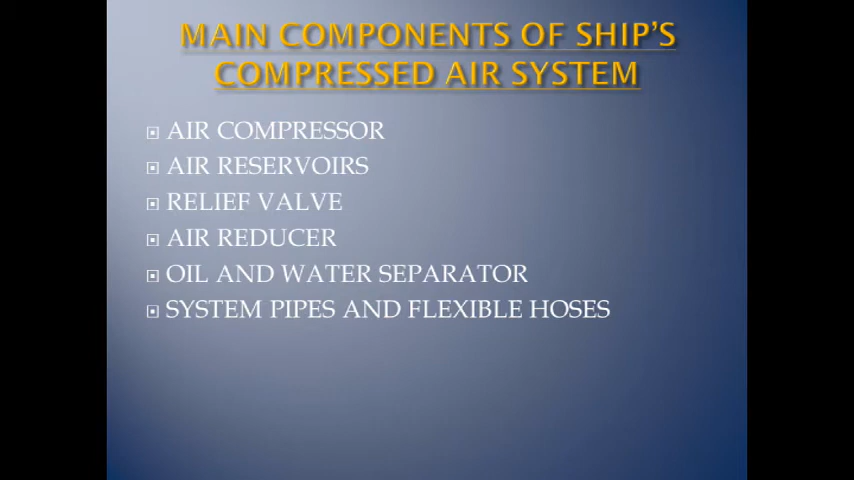 MAIN COMPONENTS OF SHIP'S
COMPRESSED AIR SYSTEM
AIR COMPRESSOR
AIR RESERVOIRS
RELIEF VALVE
AIR REDUCER
OIL AND WATER SEPARATOR
SYSTEM PIPES AND FLEXIBLE HOSES